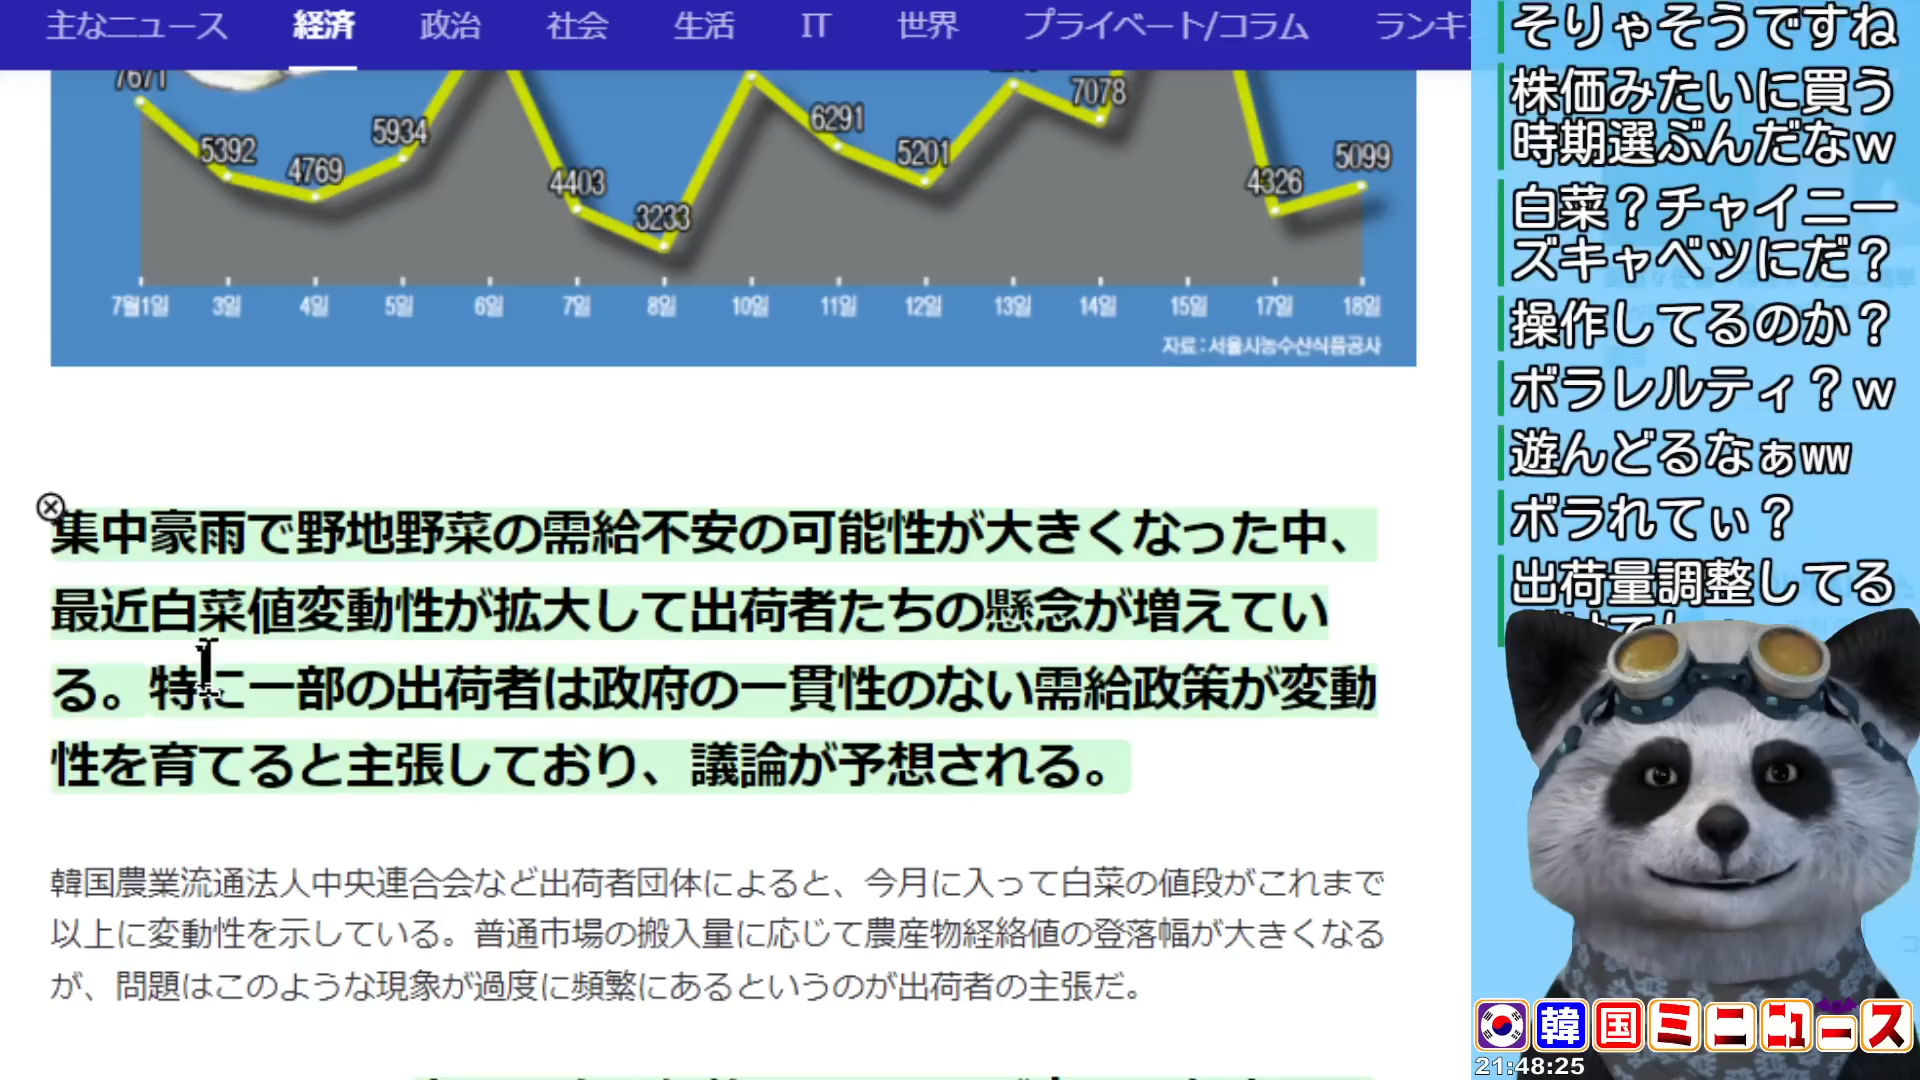 主なニュース 経済 政治 社会 生活 IT 世界 プライベート/コラム ランキ
7671
5392
4769
5934
4403
3233
6291
5201
7078
4326
5099
7월1일 3일 4일 5일 6일 7일 8일 10일 11일 12일 13일 14일 15일 17일 18일
자료 : 서울시농수산식품공사
集中豪雨で野地野菜の需給不安の可能性が大きくなった中、
最近白菜値変動性が拡大して出荷者たちの懸念が増えてい
る。特に一部の出荷者は政府の一貫性のない需給政策が変動
性を育てると主張しており、議論が予想される。
韓国農業流通法人中央連合会など出荷者団体によると、今月に入って白菜の値段がこれまで
以上に変動性を示している。普通市場の搬入量に応じて農産物経絡値の登落幅が大きくなる
が、問題はこのような現象が過度に頻繁にあるというのが出荷者の主張だ。
そりゃそうですね
株価みたいに買う
時期選ぶんだなｗ
白菜？チャイニー
ズキャベツにだ？
操作してるのか？
ボラレルティ？ｗ
遊んどるなぁww
ボラれてぃ？
出荷量調整してる
韓国ミニニュース
21:48:25